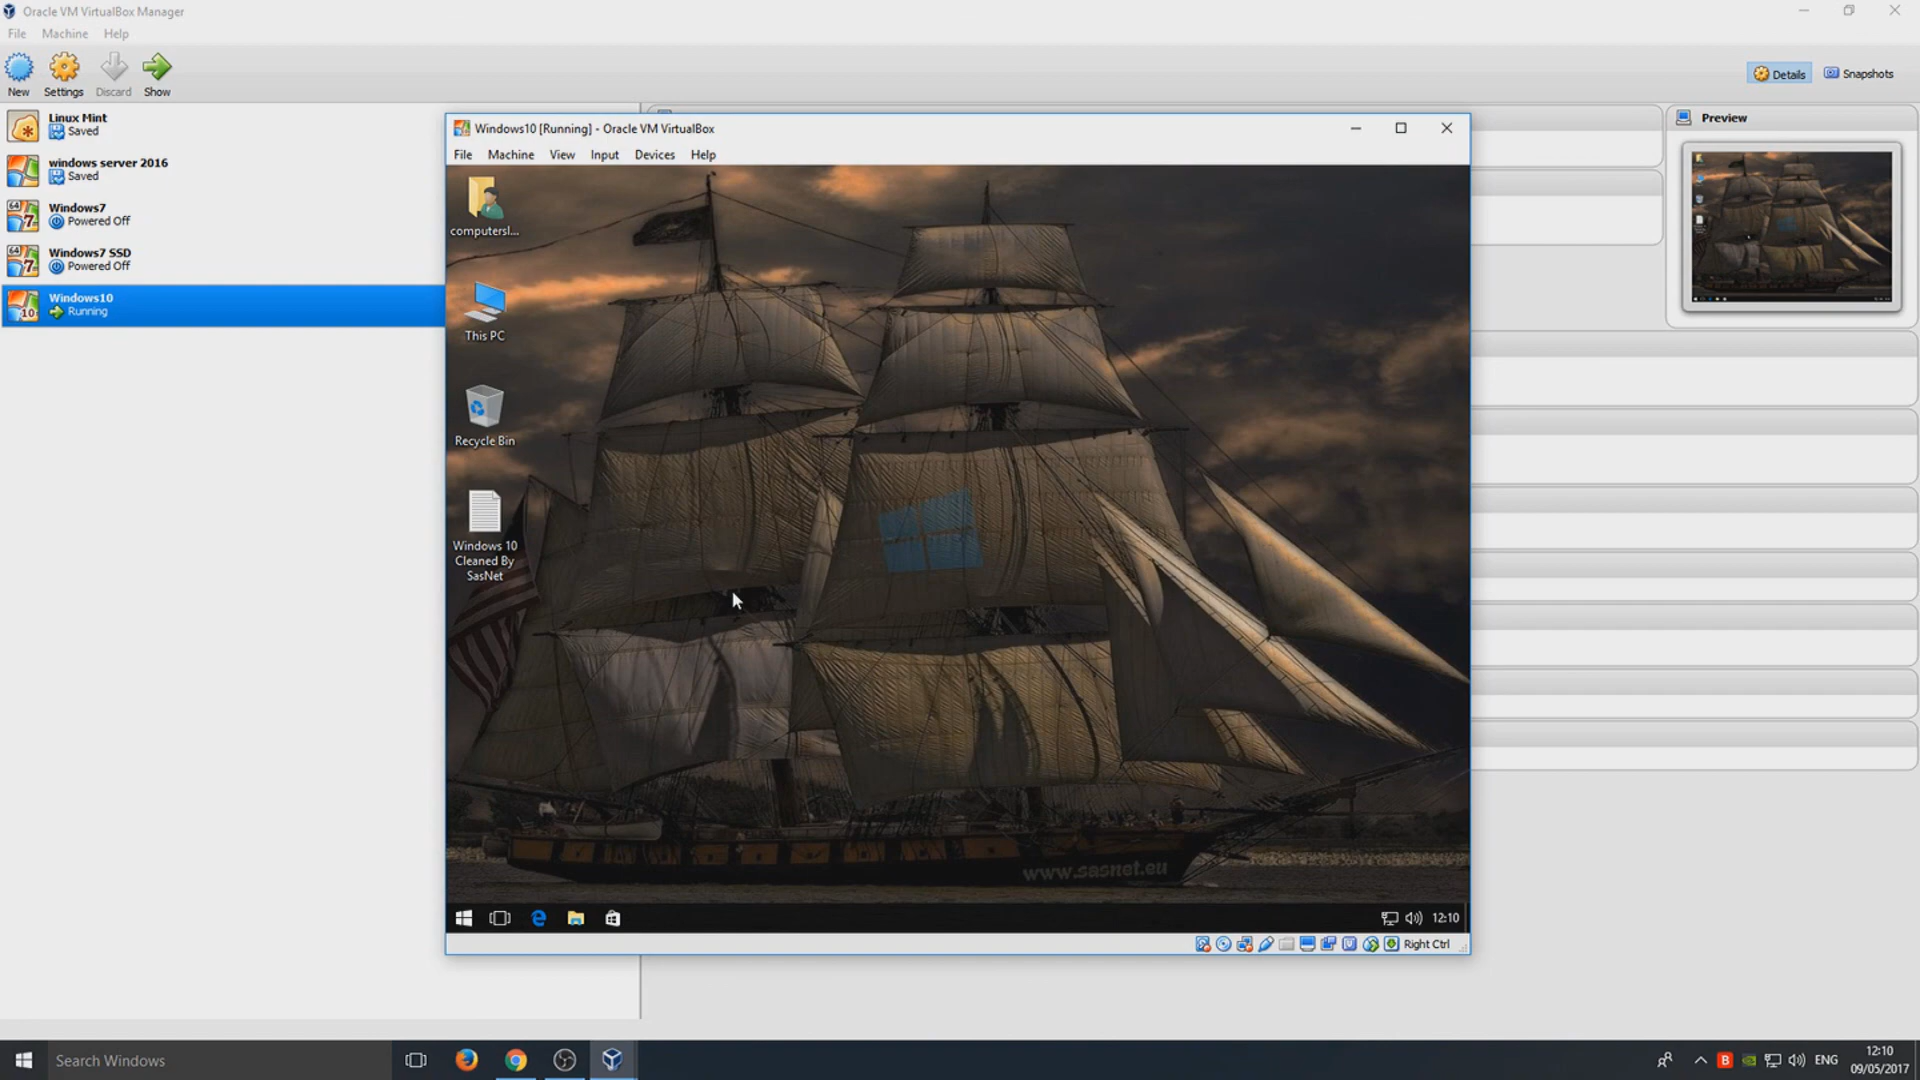 Oracle VM VirtualBox Manager
File Machine Help
New Settings Discard Show
Details Snapshots
Linux Mint
Saved
windows server 2016
Saved
Windows7
Powered Off
Windows7 SSD
Powered Off
Windows10
Running
Windows10 [Running] - Oracle VM VirtualBox
File Machine View Input Devices Help
computersl...
This PC
Recycle Bin
Windows 10
Cleaned By
SasNet
www.sasnet.eu
12:10
Right Ctrl
Preview
Search Windows
ENG
12:10
09/05/2017